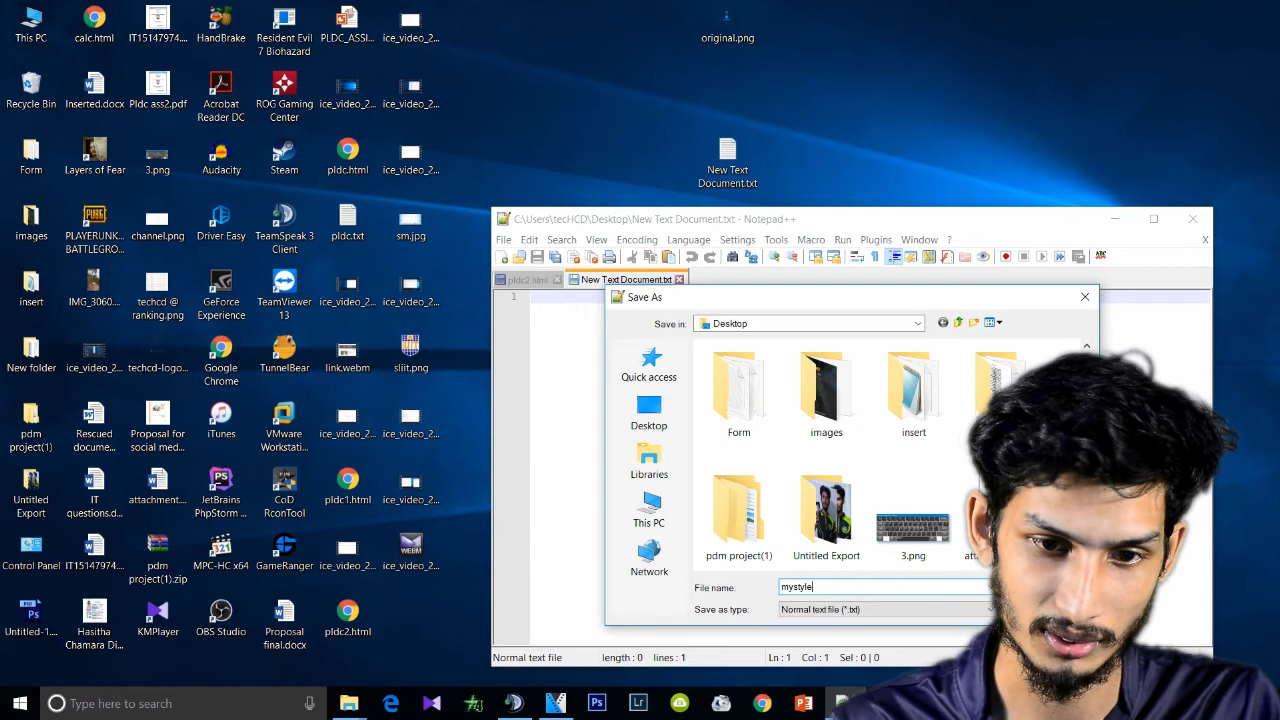 This PC
calc.html
IT15147974....
HandBrake
Resident Evil
7 Biohazard
PLDC_ASSI...
ice_video_2...
original.png
Recycle Bin
Inserted.docx
Pldc ass2.pdf
Acrobat
Reader DC
ROG Gaming
Center
ice_video_2...
ice_video_2...
Form
Layers of Fear
3.png
Audacity
Steam
pldc.html
ice_video_2...
New Text
Document.txt
images
PLAYERUNK...
BATTLEGRO...
channel.png
Driver Easy
TeamSpeak 3
Client
pldc.txt
sm.jpg
insert
IMG_3060....
techcd @
ranking.png
GeForce
Experience
TeamViewer
13
ice_video_2...
ice_video_2...
New folder
ice_video_2...
techcd-logo...
Google
Chrome
TunnelBear
link.webm
sliit.png
pdm
project(1)
Rescued
docume...
Proposal for
social med...
iTunes
VMware
Workstati...
ice_video_2...
ice_video_2...
Untitled
Export
IT
questions.d...
attachment....
JetBrains
PhpStorm ...
CoD
RconTool
pldc1.html
ice_video_2...
Control Panel
IT15147974....
pdm
project(1).zip
MPC-HC x64
GameRanger
ice_video_2...
WEBM
ice_video_2...
Untitled-1....
Hasitha
Chamara Di...
KMPlayer
OBS Studio
Proposal
final.docx
pldc2.html
C:\Users\tecHCD\Desktop\New Text Document.txt - Notepad++
File Edit Search View Encoding Language Settings Tools Macro Run Plugins Window ? X
pldc2.html New Text Document.txt
1
Save As
Save in: Desktop
Quick access
Desktop
Libraries
This PC
Network
Form images insert
pdm project(1) Untitled Export 3.png
File name: mystyle
Save as type: Normal text file (*.txt)
Normal text file length : 0 lines : 1 Ln : 1 Col : 1 Sel : 0 | 0
Type here to search